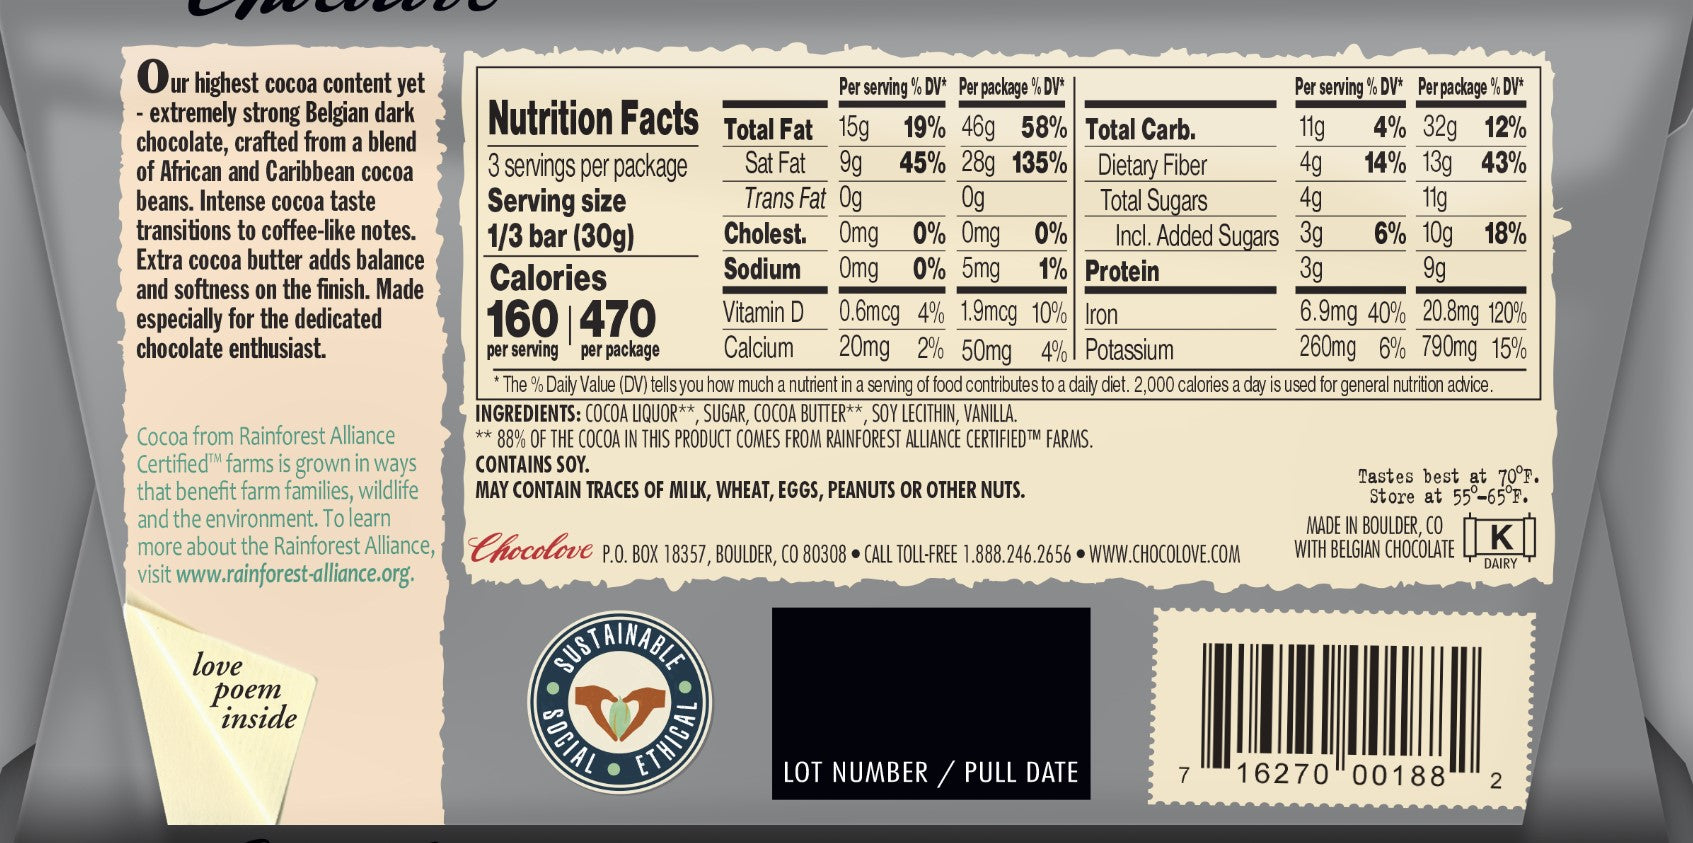 Chocolove
Our highest cocoa content yet
- extremely strong Belgian dark
chocolate, crafted from a blend
of African and Caribbean cocoa
beans. Intense cocoa taste
transitions to coffee-like notes.
Extra cocoa butter adds balance
and softness on the finish. Made
especially for the dedicated
chocolate enthusiast.
Cocoa from Rainforest Alliance
Certified™ farms is grown in ways
that benefit farm families, wildlife
and the environment. To learn
more about the Rainforest Alliance,
visit www.rainforest-alliance.org.
love
poem
inside
Nutrition Facts
3 servings per package
Serving size
1/3 bar (30g)
Calories
160 | 470
per serving | per package
Per serving % DV* Per package % DV*
Total Fat 15g 19% 46g 58%
Sat Fat 9g 45% 28g 135%
Trans Fat 0g 0g
Cholest. 0mg 0% 0mg 0%
Sodium 0mg 0% 5mg 1%
Vitamin D 0.6mcg 4% 1.9mcg 10%
Calcium 20mg 2% 50mg 4%
Per serving % DV* Per package % DV*
Total Carb. 11g 4% 32g 12%
Dietary Fiber 4g 14% 13g 43%
Total Sugars 4g 11g
Incl. Added Sugars 3g 6% 10g 18%
Protein 3g 9g
Iron 6.9mg 40% 20.8mg 120%
Potassium 260mg 6% 790mg 15%
* The % Daily Value (DV) tells you how much a nutrient in a serving of food contributes to a daily diet. 2,000 calories a day is used for general nutrition advice.
INGREDIENTS: COCOA LIQUOR**, SUGAR, COCOA BUTTER**, SOY LECITHIN, VANILLA.
** 88% OF THE COCOA IN THIS PRODUCT COMES FROM RAINFOREST ALLIANCE CERTIFIED™ FARMS.
CONTAINS SOY.
MAY CONTAIN TRACES OF MILK, WHEAT, EGGS, PEANUTS OR OTHER NUTS.
Tastes best at 70°F.
Store at 55°-65°F.
MADE IN BOULDER, CO
WITH BELGIAN CHOCOLATE
K
DAIRY
Chocolove P.O. BOX 18357, BOULDER, CO 80308 • CALL TOLL-FREE 1.888.246.2656 • WWW.CHOCOLOVE.COM
SUSTAINABLE
SOCIAL • ETHICAL
LOT NUMBER / PULL DATE
7 16270 00188 2